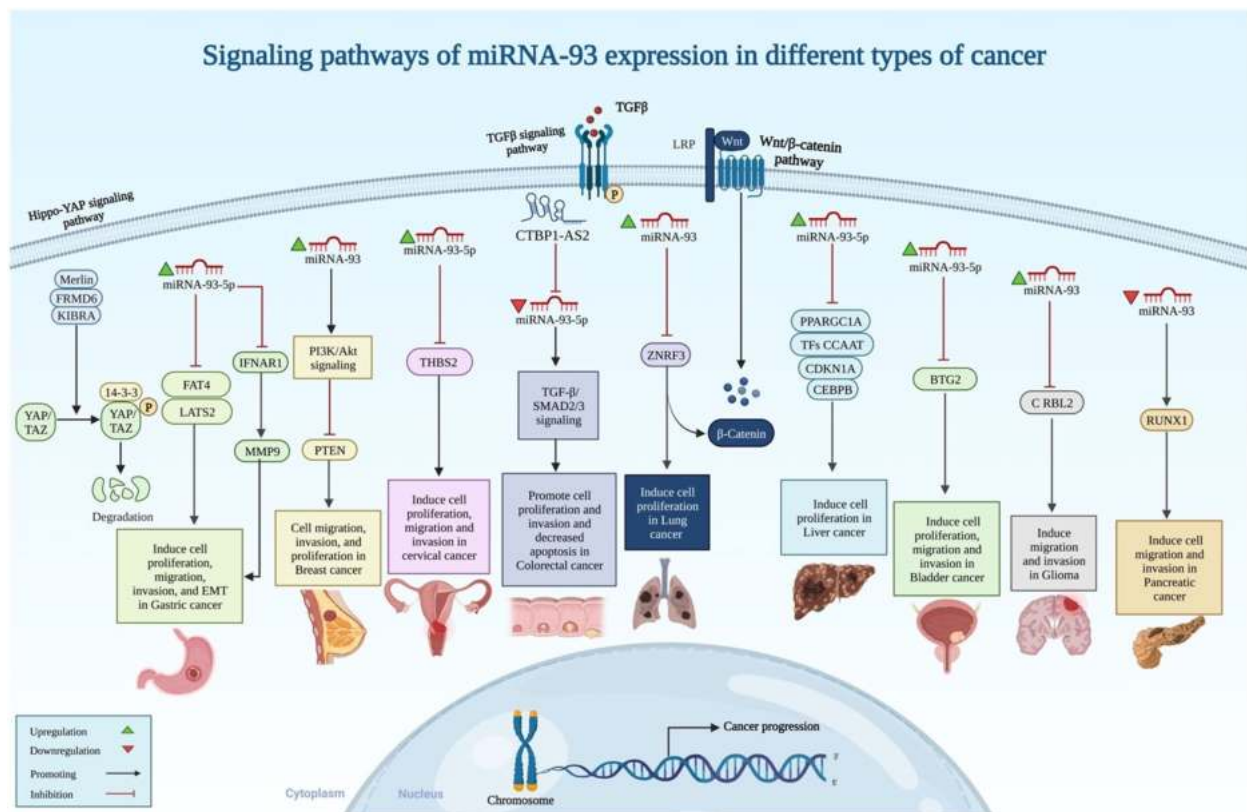 Signaling pathways of miRNA-93 expression in different types of cancer
TGFβ
TGFβ signaling
pathway
LRP
Wnt
Wnt/β-catenin
pathway
P
Hippo-YAP signaling
pathway
Merlin
FRMD6
KIBRA
YAP/
TAZ
14-3-3
YAP/
TAZ
P
Degradation
miRNA-93-5p
FAT4
LATS2
IFNAR1
MMP9
Induce cell
proliferation,
migration,
invasion, and EMT
in Gastric cancer
miRNA-93
PI3K/Akt
signaling
PTEN
Cell migration,
invasion, and
proliferation in
Breast cancer
miRNA-93-5p
THBS2
Induce cell
proliferation,
migration and
invasion in
cervical cancer
CTBP1-AS2
miRNA-93-5p
TGF-β/
SMAD2/3
signaling
Promote cell
proliferation and
invasion and
decreased
apoptosis in
Colorectal cancer
miRNA-93
ZNRF3
β-Catenin
Induce cell
proliferation
in Lung
cancer
miRNA-93-5p
PPARGC1A
TFs CCAAT
CDKN1A
CEBPB
Induce cell
proliferation in
Liver cancer
miRNA-93-5p
BTG2
Induce cell
proliferation,
migration and
invasion in
Bladder cancer
miRNA-93
C RBL2
Induce
migration
and invasion
in Glioma
miRNA-93
RUNX1
Induce cell
migration and
invasion in
Pancreatic
cancer
Upregulation
Downregulation
Promoting
Inhibition
Cytoplasm
Nucleus
Chromosome
Cancer progression